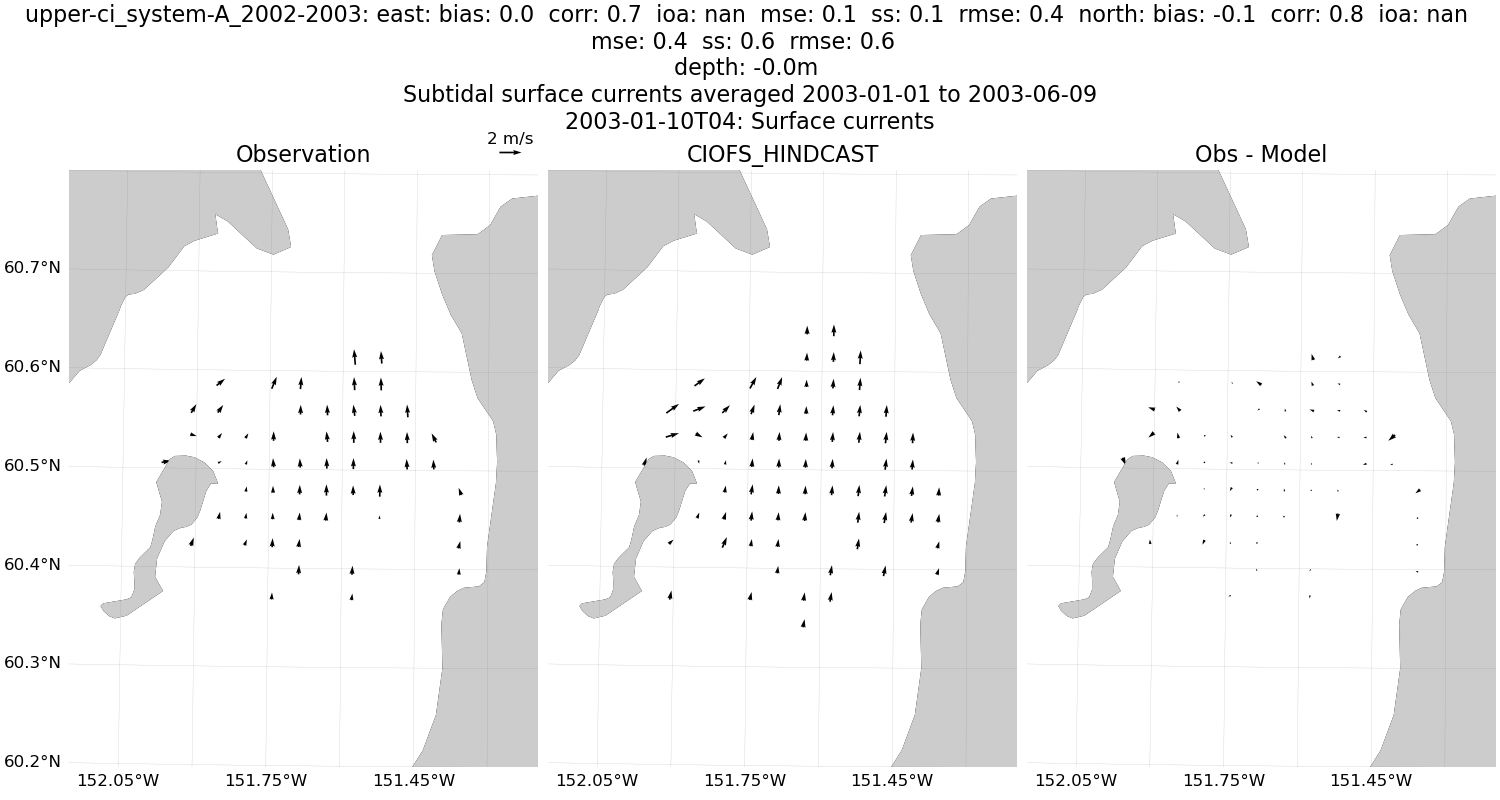 upper-ci_system-A_2002-2003: east: bias: 0.0  corr: 0.7  ioa: nan  mse: 0.1  ss: 0.1  rmse: 0.4  north: bias: -0.1  corr: 0.8  ioa: nan
mse: 0.4  ss: 0.6  rmse: 0.6
depth: -0.0m
Subtidal surface currents averaged 2003-01-01 to 2003-06-09
2003-01-10T04: Surface currents
2 m/s
Observation
CIOFS_HINDCAST
Obs - Model
60.7°N
60.6°N
60.5°N
60.4°N
60.3°N
60.2°N
152.05°W 151.75°W 151.45°W 152.05°W 151.75°W 151.45°W 152.05°W 151.75°W 151.45°W